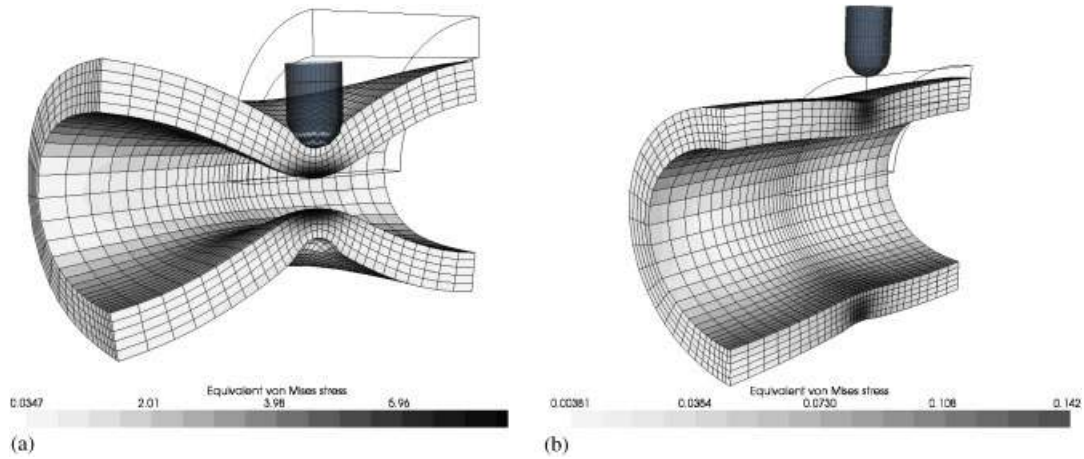 Equivalent von Mises stress
0.0347 2.01 3.98 5.96
(a)
Equivalent von Mises stress
0.00381 0.0384 0.0730 0.108 0.142
(b)